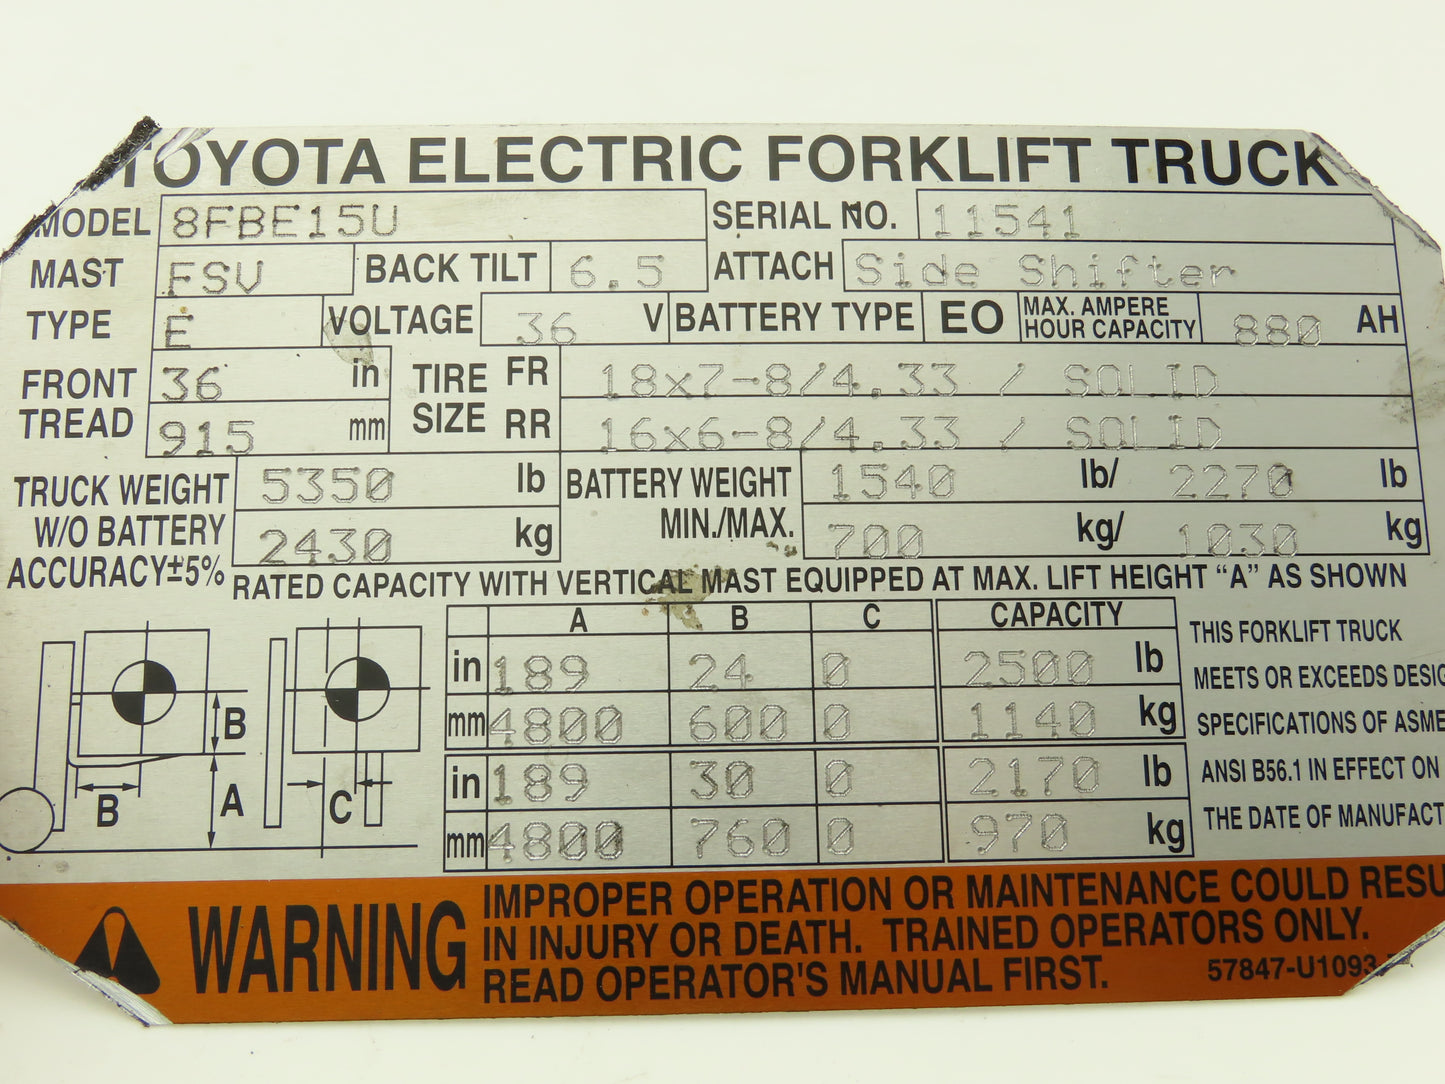 TOYOTA ELECTRIC FORKLIFT TRUCK
MODEL 8FBE15U SERIAL NO. 11541
MAST FSV BACK TILT 6.5 ATTACH Side Shifter
TYPE E VOLTAGE 36 V BATTERY TYPE EO MAX. AMPERE HOUR CAPACITY 880 AH
FRONT TREAD 36 in TIRE SIZE FR 18x7-8/4.33 / SOLID
915 mm RR 16x6-8/4.33 / SOLID
TRUCK WEIGHT W/O BATTERY ACCURACY±5% 5350 lb BATTERY WEIGHT MIN./MAX. 1540 lb/ 2270 lb
2430 kg 700 kg/ 1030 kg
RATED CAPACITY WITH VERTICAL MAST EQUIPPED AT MAX. LIFT HEIGHT "A" AS SHOWN
A B C CAPACITY
in 189 24 0 2500 lb
mm 4800 600 0 1140 kg
in 189 30 0 2170 lb
mm 4800 760 0 970 kg
B
B
A
C
THIS FORKLIFT TRUCK
MEETS OR EXCEEDS DESIG
SPECIFICATIONS OF ASME
ANSI B56.1 IN EFFECT ON
THE DATE OF MANUFACT
WARNING
IMPROPER OPERATION OR MAINTENANCE COULD RESU
IN INJURY OR DEATH. TRAINED OPERATORS ONLY.
READ OPERATOR'S MANUAL FIRST.
57847-U1093